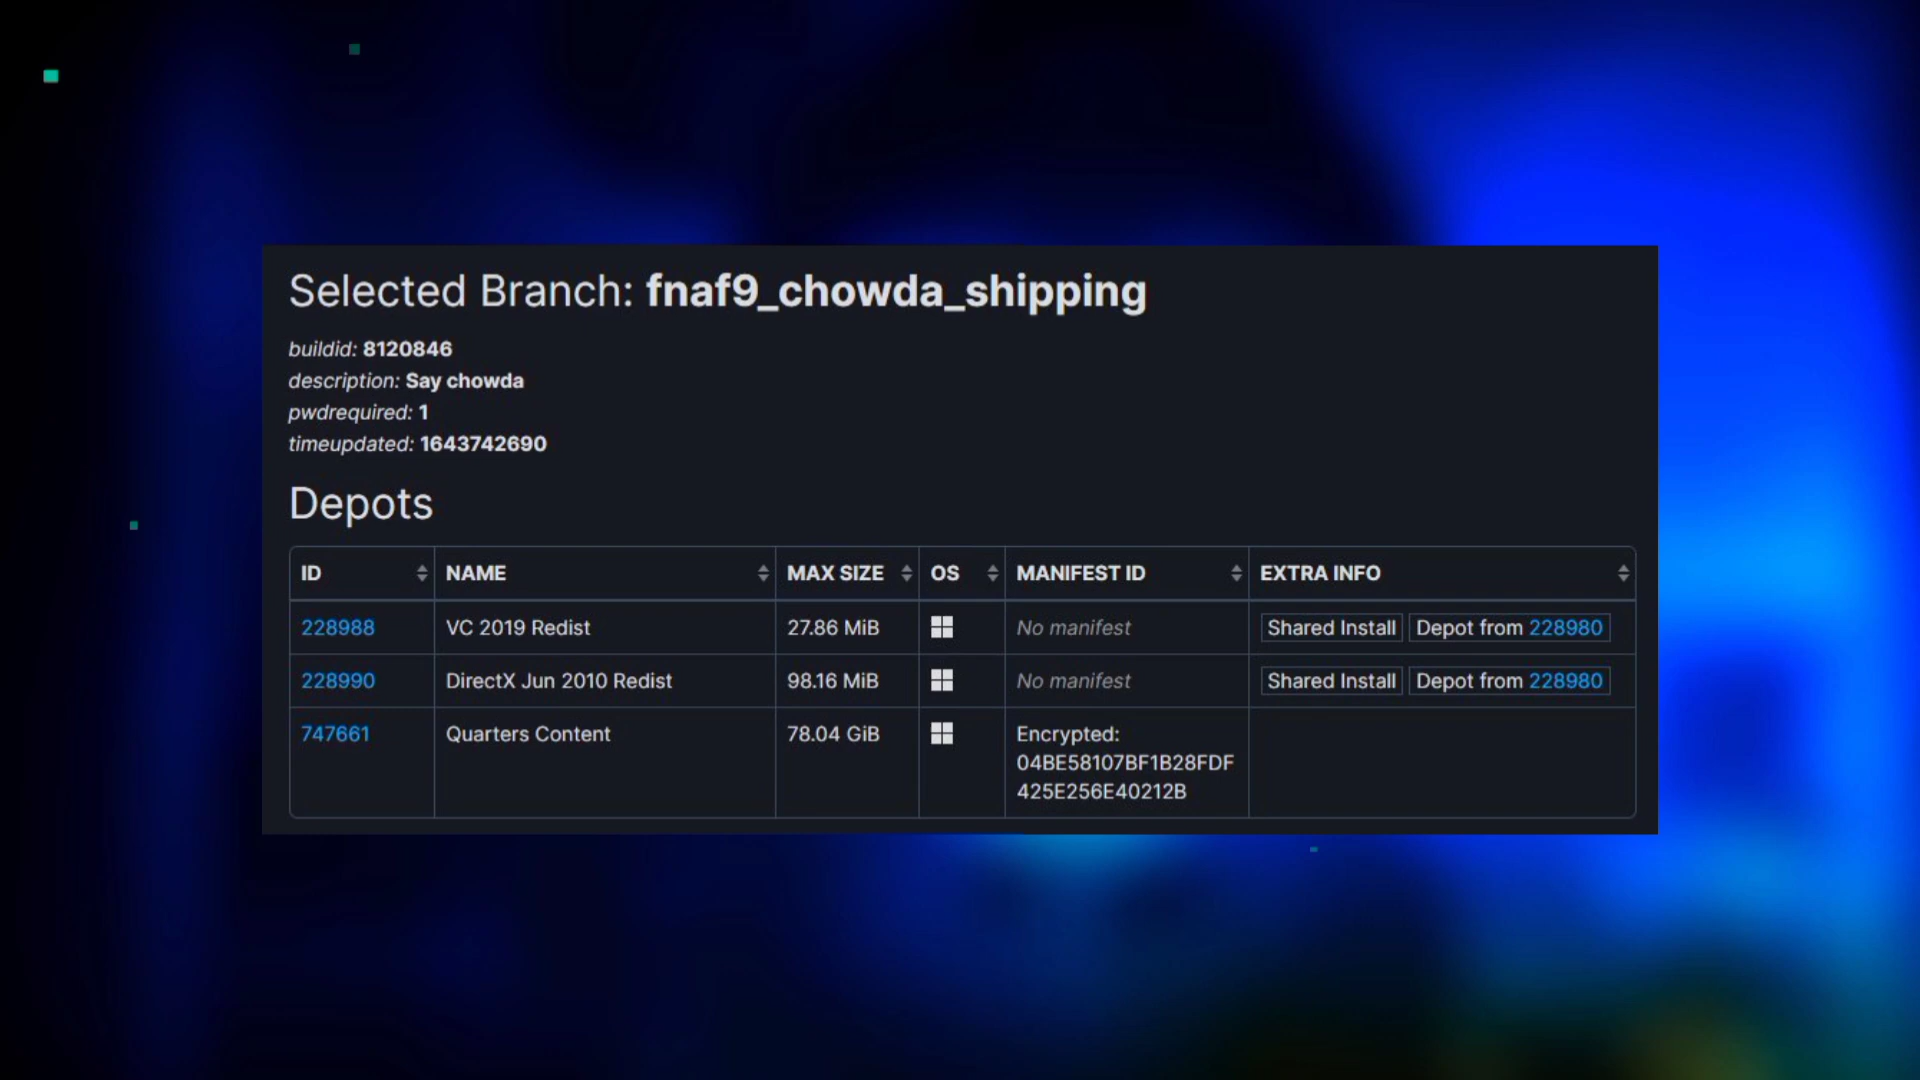 Selected Branch: fnaf9_chowda_shipping
buildid: 8120846
description: Say chowda
pwdrequired: 1
timeupdated: 1643742690
Depots
ID NAME MAX SIZE OS MANIFEST ID EXTRA INFO
228988 VC 2019 Redist 27.86 MiB No manifest Shared Install Depot from 228980
228990 DirectX Jun 2010 Redist 98.16 MiB No manifest Shared Install Depot from 228980
747661 Quarters Content 78.04 GiB Encrypted:
04BE58107BF1B28FDF
425E256E40212B